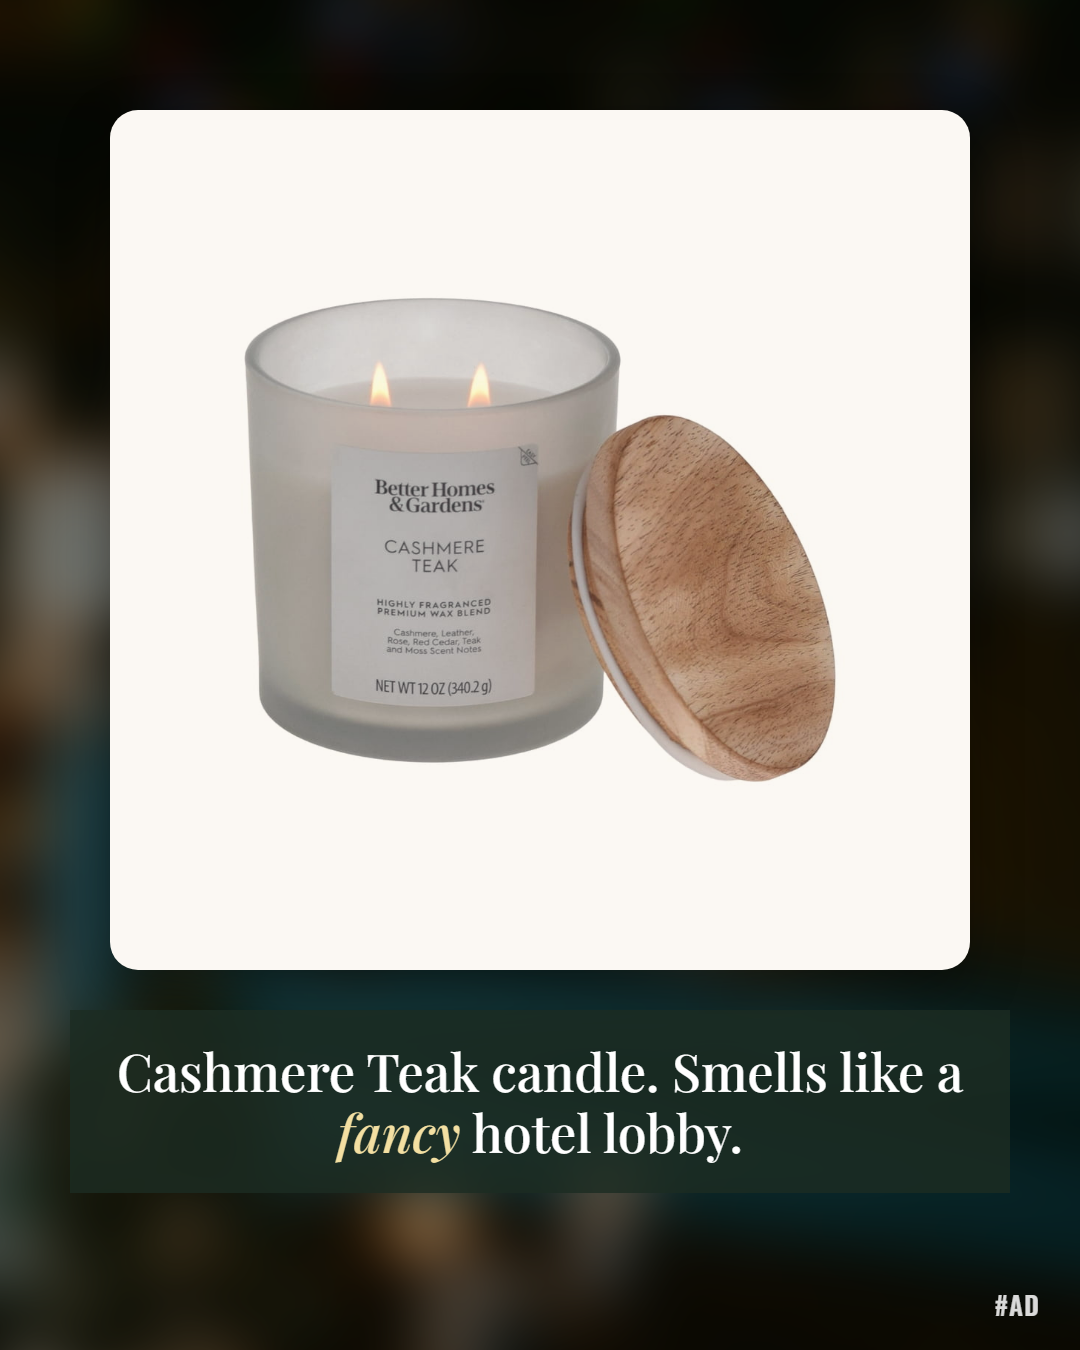 Better Homes
& Gardens
CASHMERE
TEAK
HIGHLY FRAGRANCED
PREMIUM WAX BLEND
Cashmere, Leather,
Rose, Red Cedar, Teak
and Moss Scent Notes
NET WT 12 OZ (340.2 g)
Cashmere Teak candle. Smells like a
fancy hotel lobby.
#AD